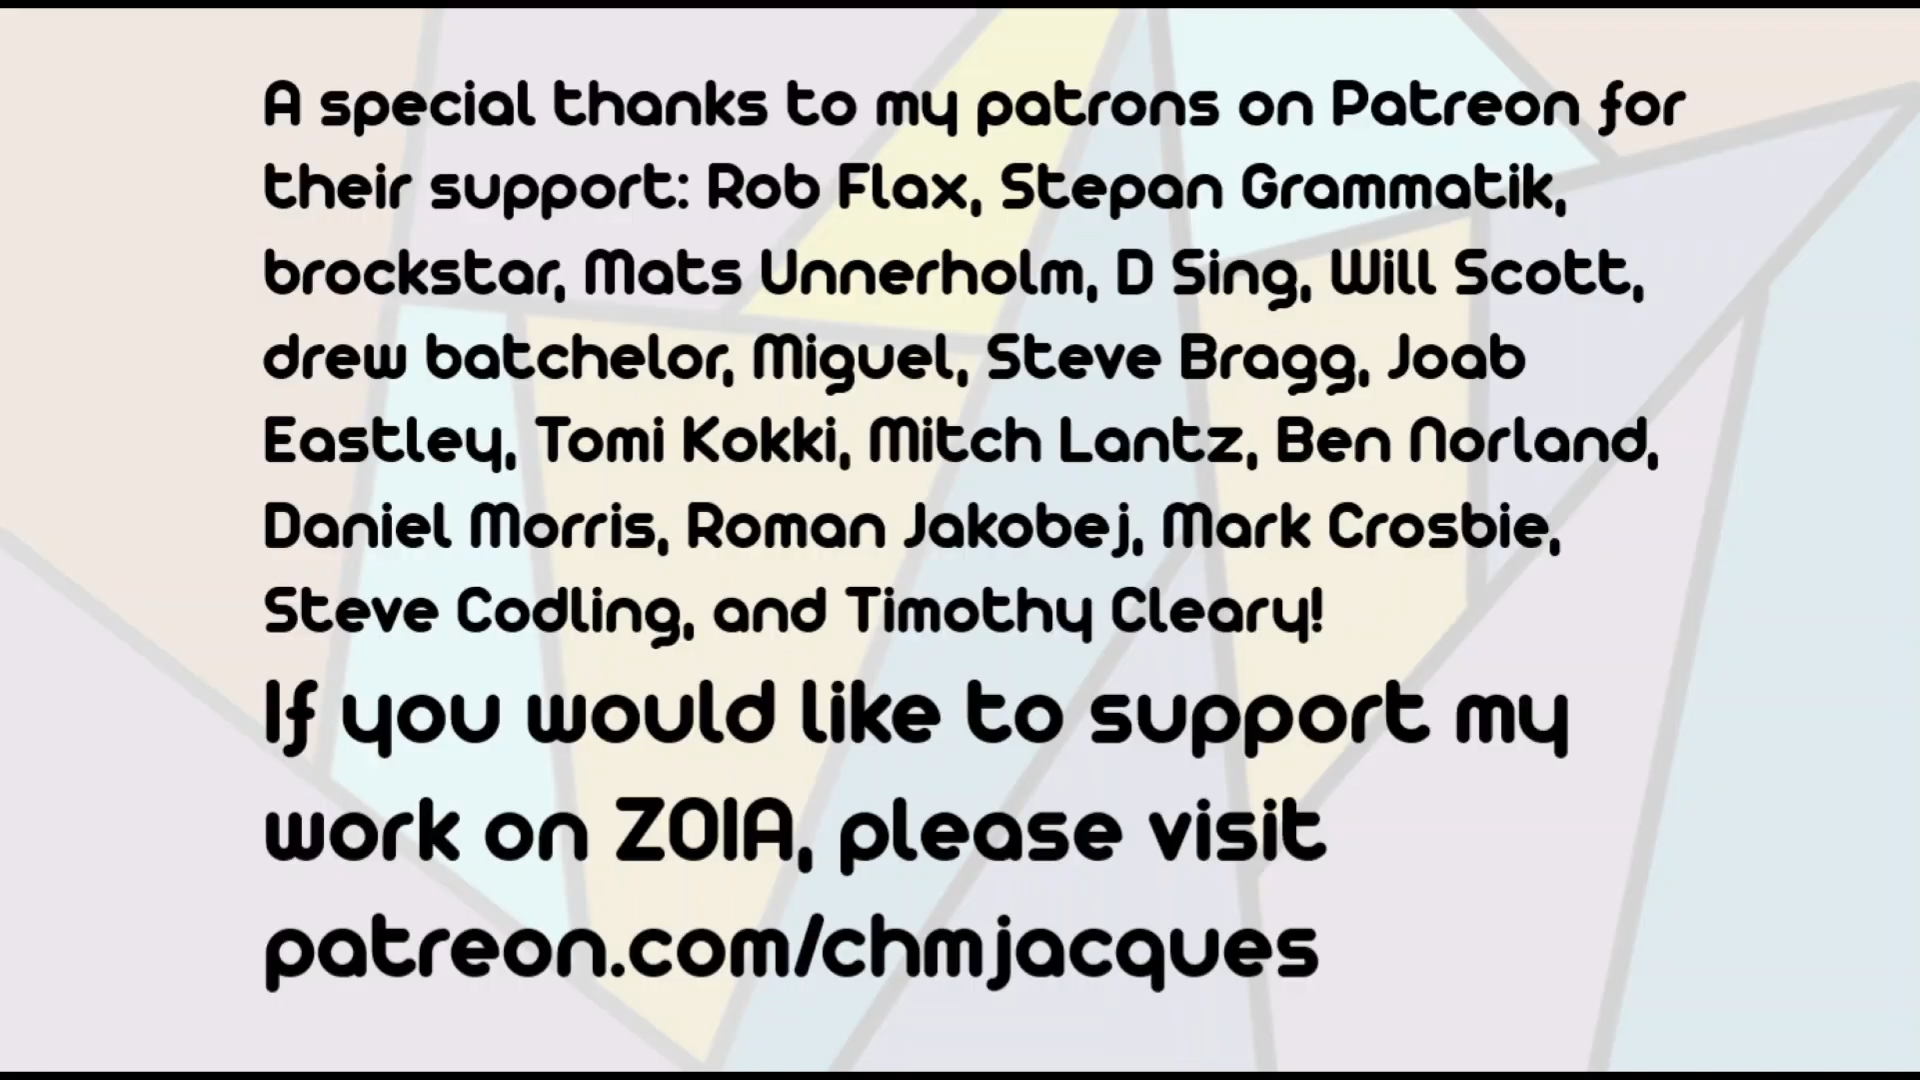 A special thanks to my patrons on Patreon for
their support: Rob Flax, Stepan Grammatik,
brockstar, Mats Unnerholm, D Sing, Will Scott,
drew batchelor, Miguel, Steve Bragg, Joab
Eastley, Tomi Kokki, Mitch Lantz, Ben Norland,
Daniel Morris, Roman Jakobej, Mark Crosbie,
Steve Codling, and Timothy Cleary!
If you would like to support my
work on ZOIA, please visit
patreon.com/chmjacques